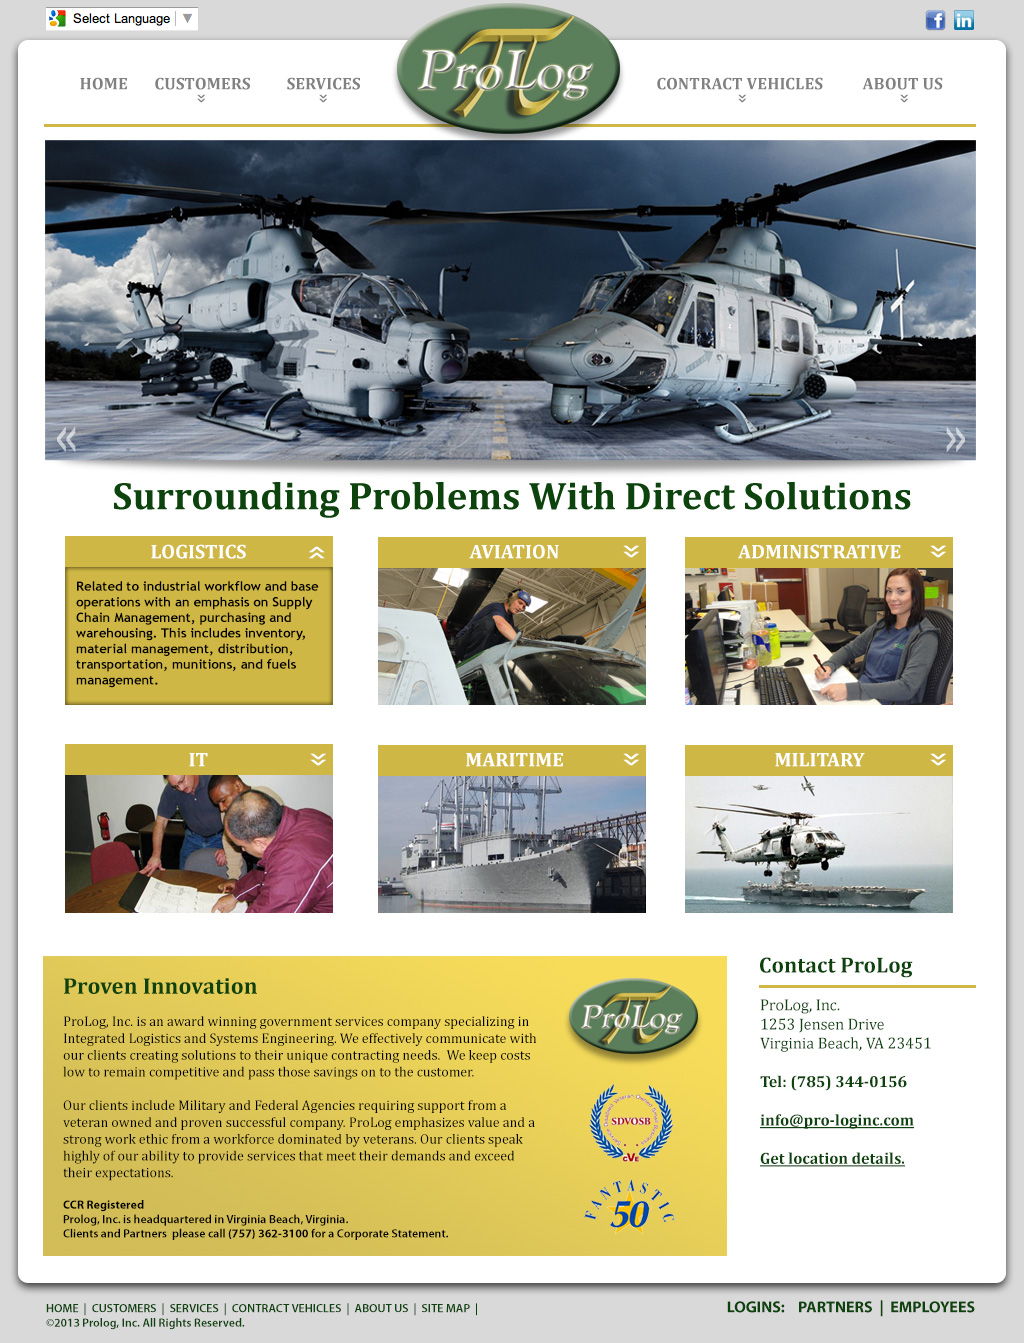 Select Language
HOME
CUSTOMERS
SERVICES
ProLog
CONTRACT VEHICLES
ABOUT US
Surrounding Problems With Direct Solutions
LOGISTICS
Related to industrial workflow and base
operations with an emphasis on Supply
Chain Management, purchasing and
warehousing. This includes inventory,
material management, distribution,
transportation, munitions, and fuels
management.
AVIATION
ADMINISTRATIVE
IT
MARITIME
MILITARY
Proven Innovation
ProLog, Inc. is an award winning government services company specializing in
Integrated Logistics and Systems Engineering. We effectively communicate with
our clients creating solutions to their unique contracting needs.  We keep costs
low to remain competitive and pass those savings on to the customer.
Our clients include Military and Federal Agencies requiring support from a
veteran owned and proven successful company. ProLog emphasizes value and a
strong work ethic from a workforce dominated by veterans. Our clients speak
highly of our ability to provide services that meet their demands and exceed
their expectations.
CCR Registered
Prolog, Inc. is headquartered in Virginia Beach, Virginia.
Clients and Partners  please call (757) 362-3100 for a Corporate Statement.
ProLog
SDVOSB
CVE
FANTASTIC
50
Contact ProLog
ProLog, Inc.
1253 Jensen Drive
Virginia Beach, VA 23451
Tel: (785) 344-0156
info@pro-loginc.com
Get location details.
HOME | CUSTOMERS | SERVICES | CONTRACT VEHICLES | ABOUT US | SITE MAP |
©2013 Prolog, Inc. All Rights Reserved.
LOGINS: PARTNERS | EMPLOYEES